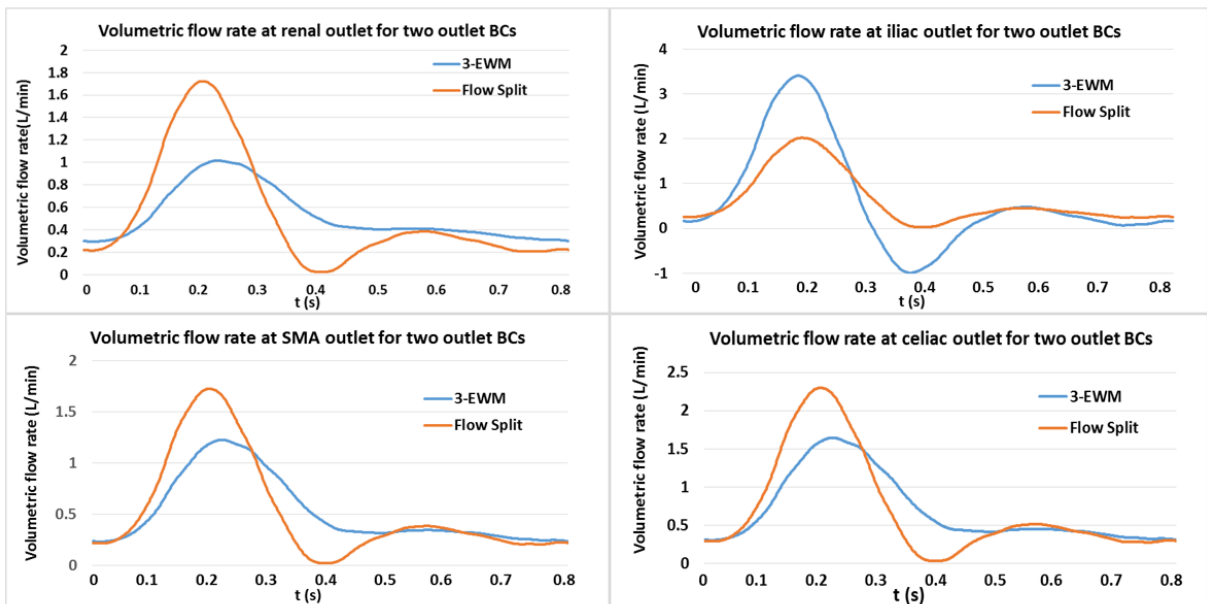 Volumetric flow rate at renal outlet for two outlet BCs
Volumetric flow rate(L/min)
2
1.8
1.6
1.4
1.2
1
0.8
0.6
0.4
0.2
0
3-EWM
Flow Split
0 0.1 0.2 0.3 0.4 0.5 0.6 0.7 0.8
t (s)
Volumetric flow rate at iliac outlet for two outlet BCs
Volumetric flow rate (L/min)
4
3
2
1
0
-1
3-EWM
Flow Split
0 0.1 0.2 0.3 0.4 0.5 0.6 0.7 0.8
t (s)
Volumetric flow rate at SMA outlet for two outlet BCs
Volumetric flow rate (L/min)
2
1.5
1
0.5
0
3-EWM
Flow Split
0 0.1 0.2 0.3 0.4 0.5 0.6 0.7 0.8
t (s)
Volumetric flow rate at celiac outlet for two outlet BCs
Volumetric flow rate (L/min)
2.5
2
1.5
1
0.5
0
3-EWM
Flow Split
0 0.1 0.2 0.3 0.4 0.5 0.6 0.7 0.8
t (s)